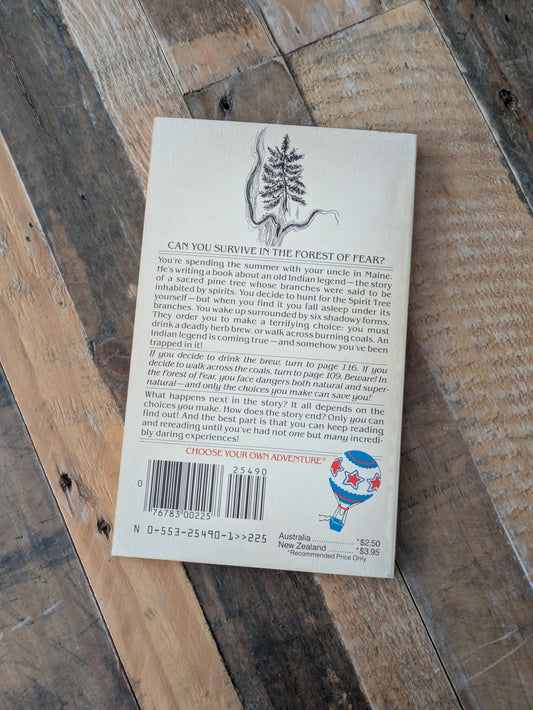 CAN YOU SURVIVE IN THE FOREST OF FEAR?
You're spending the summer with your uncle in Maine.
He's writing a book about an old Indian legend—the story
of a sacred pine tree whose branches were said to be
inhabited by spirits. You decide to hunt for the Spirit Tree
yourself—but when you find it you fall asleep under its
branches. You wake up surrounded by six shadowy forms.
They order you to make a terrifying choice: you must
drink a deadly herb brew, or walk across burning coals. An
Indian legend is coming true—and somehow you've been
trapped in it!
If you decide to drink the brew, turn to page 116. If you
decide to walk across the coals, turn to page 109. Beware! In
the Forest of Fear, you face dangers both natural and super-
natural—and only the choices you make can save you!
What happens next in the story? It all depends on the
choices you make. How does the story end? Only you can
find out! And the best part is that you can keep reading
and rereading until you've had not one but many incredi-
bly daring experiences!
CHOOSE YOUR OWN ADVENTURE®
25490
0
76783 00225
N 0-553-25490-1>>225
Australia................ *$2.50
New Zealand .......... *$3.95
*Recommended Price Only